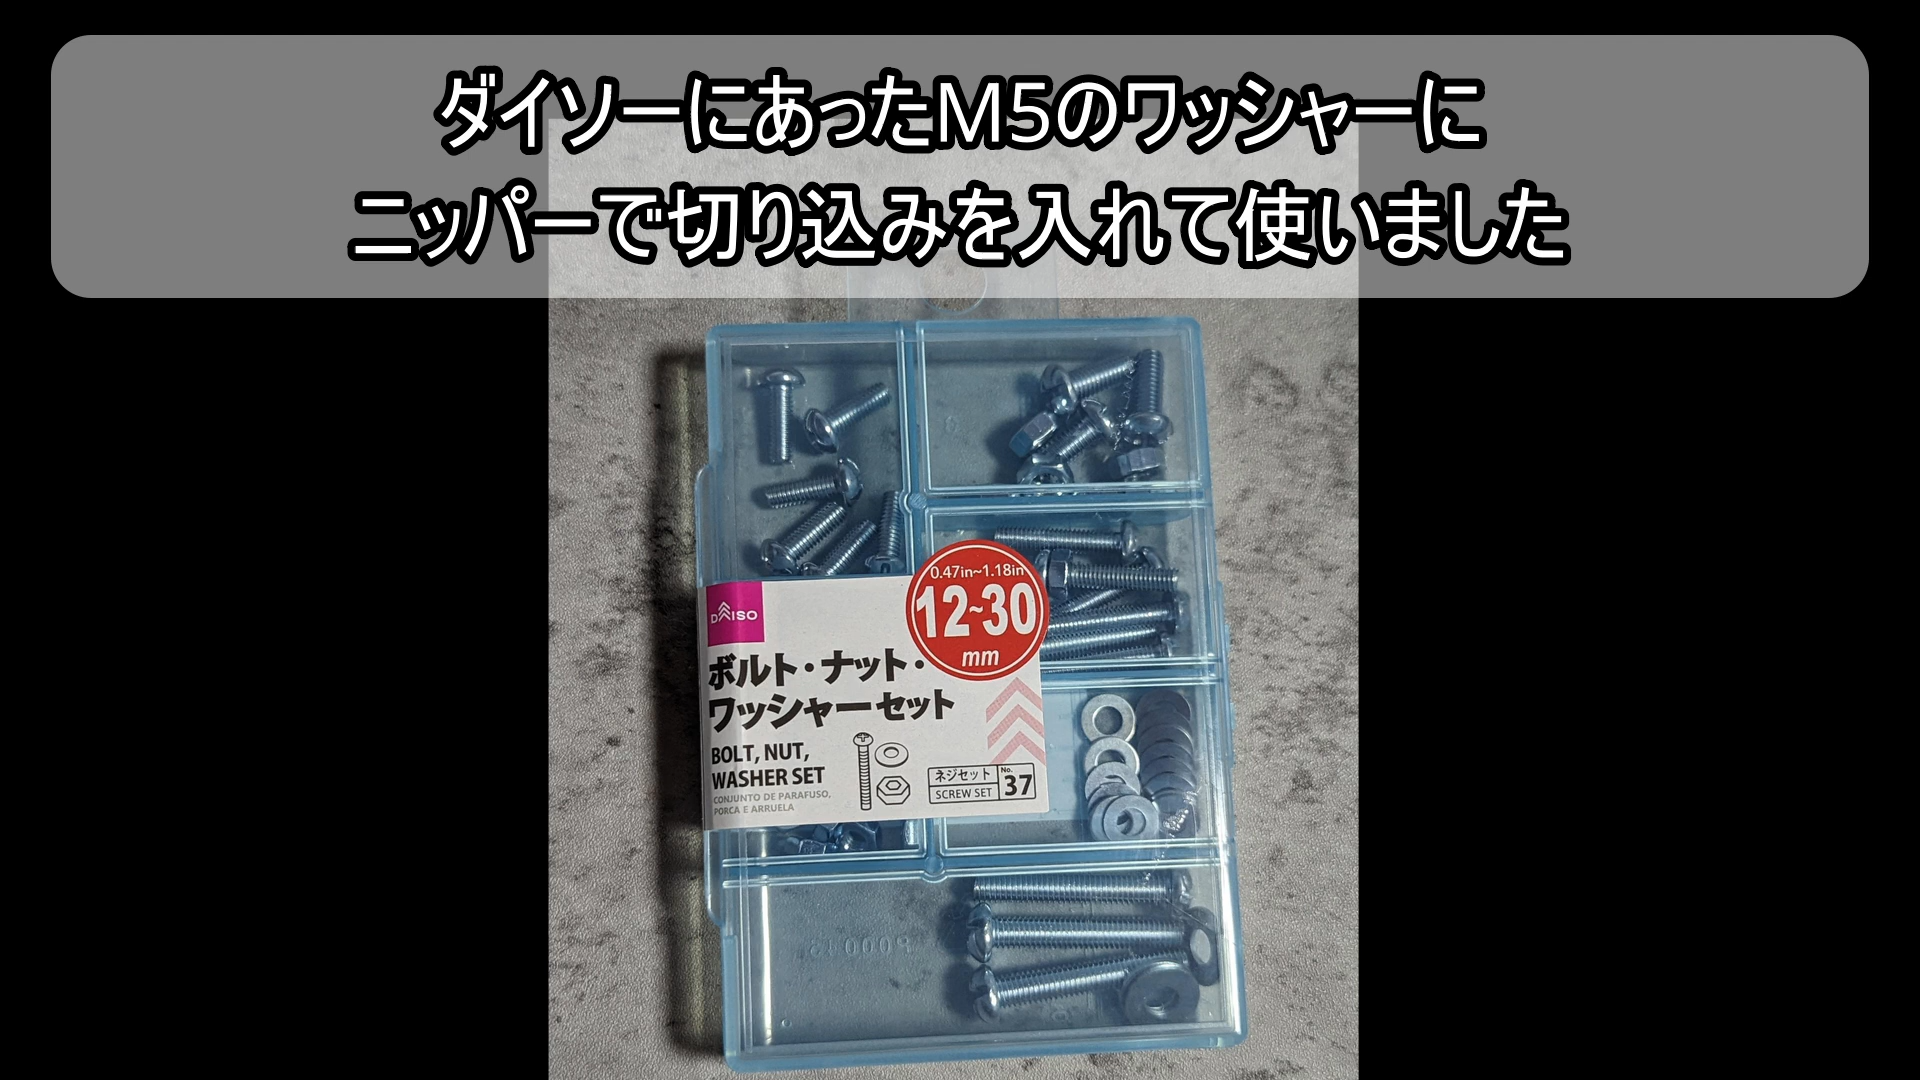 ダイソーにあったM5のワッシャーに
ニッパーで切り込みを入れて使いました
0.47in~1.18in
12~30
mm
DAISO
ボルト・ナット・
ワッシャーセット
BOLT, NUT,
WASHER SET
CONJUNTO DE PARAFUSO,
PORCA E ARRUELA
ネジセット
SCREW SET
No.
37